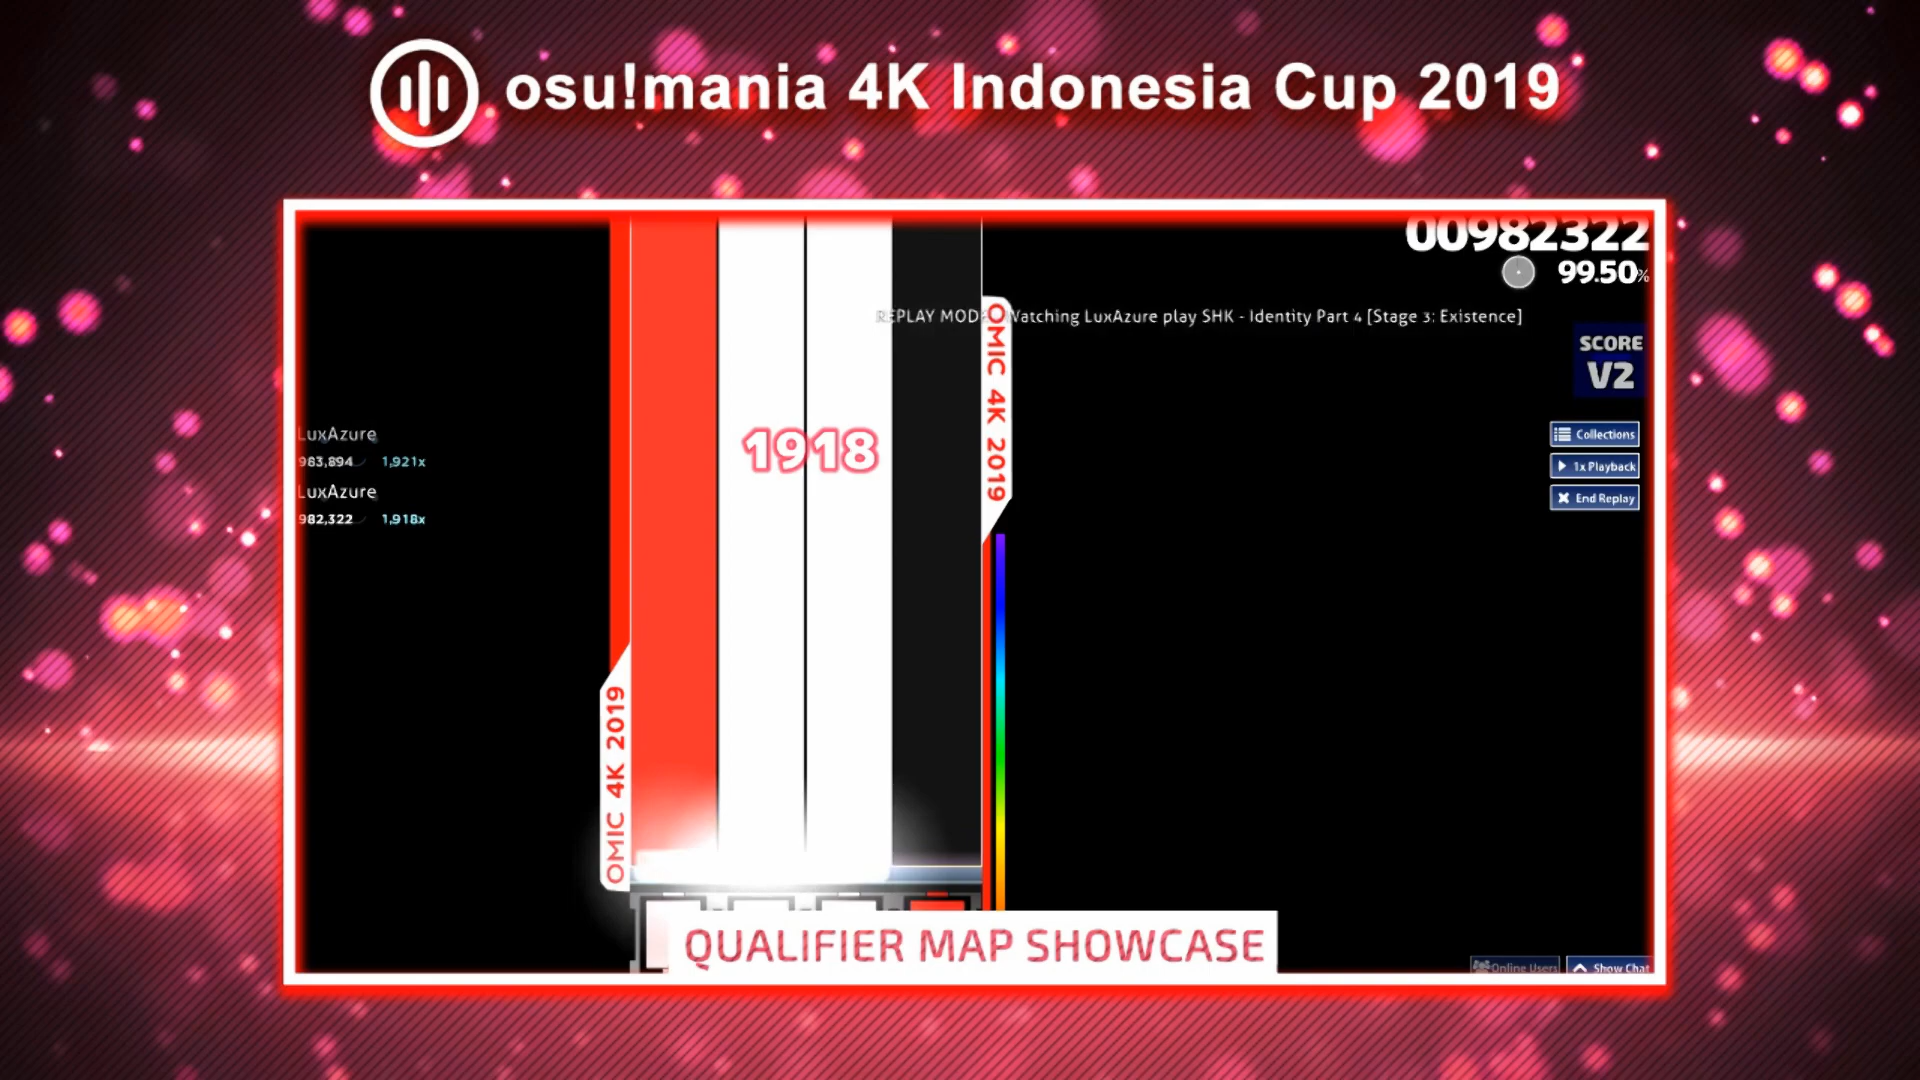 osu!mania 4K Indonesia Cup 2019
00982322
99.50%
REPLAY MODE Watching LuxAzure play SHK - Identity Part 4 [Stage 3: Existence]
SCORE
V2
OMIC 4K 2019
LuxAzure
983,894 1,921x
LuxAzure
982,322 1,918x
1918
Collections
1x Playback
End Replay
OMIC 4K 2019
QUALIFIER MAP SHOWCASE
Online Users
Show Chat